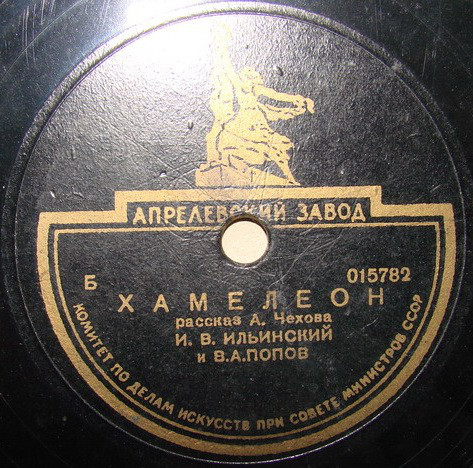 АПРЕЛЕВСКИЙ ЗАВОД
Б 015782
ХАМЕЛЕОН
рассказ А. Чехова
И. В. ИЛЬИНСКИЙ
и В.А.ПОПОВ
КОМИТЕТ ПО ДЕЛАМ ИСКУССТВ ПРИ СОВЕТЕ МИНИСТРОВ СССР